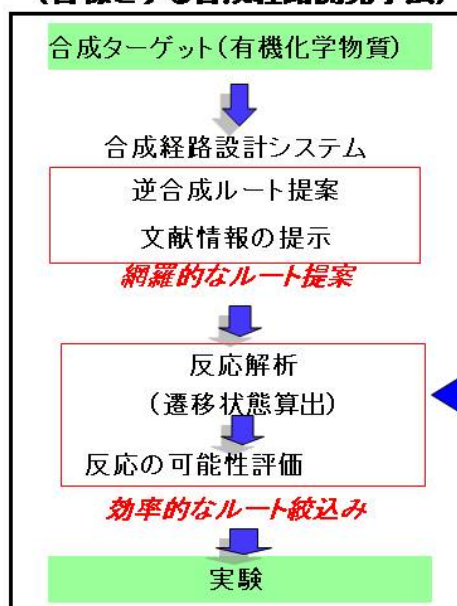 合成ターゲット(有機化学物質)
合成経路設計システム
逆合成ルート提案
文献情報の提示
網羅的なルート提案
反応解析
(遷移状態算出)
反応の可能性評価
効率的なルート絞込み
実験